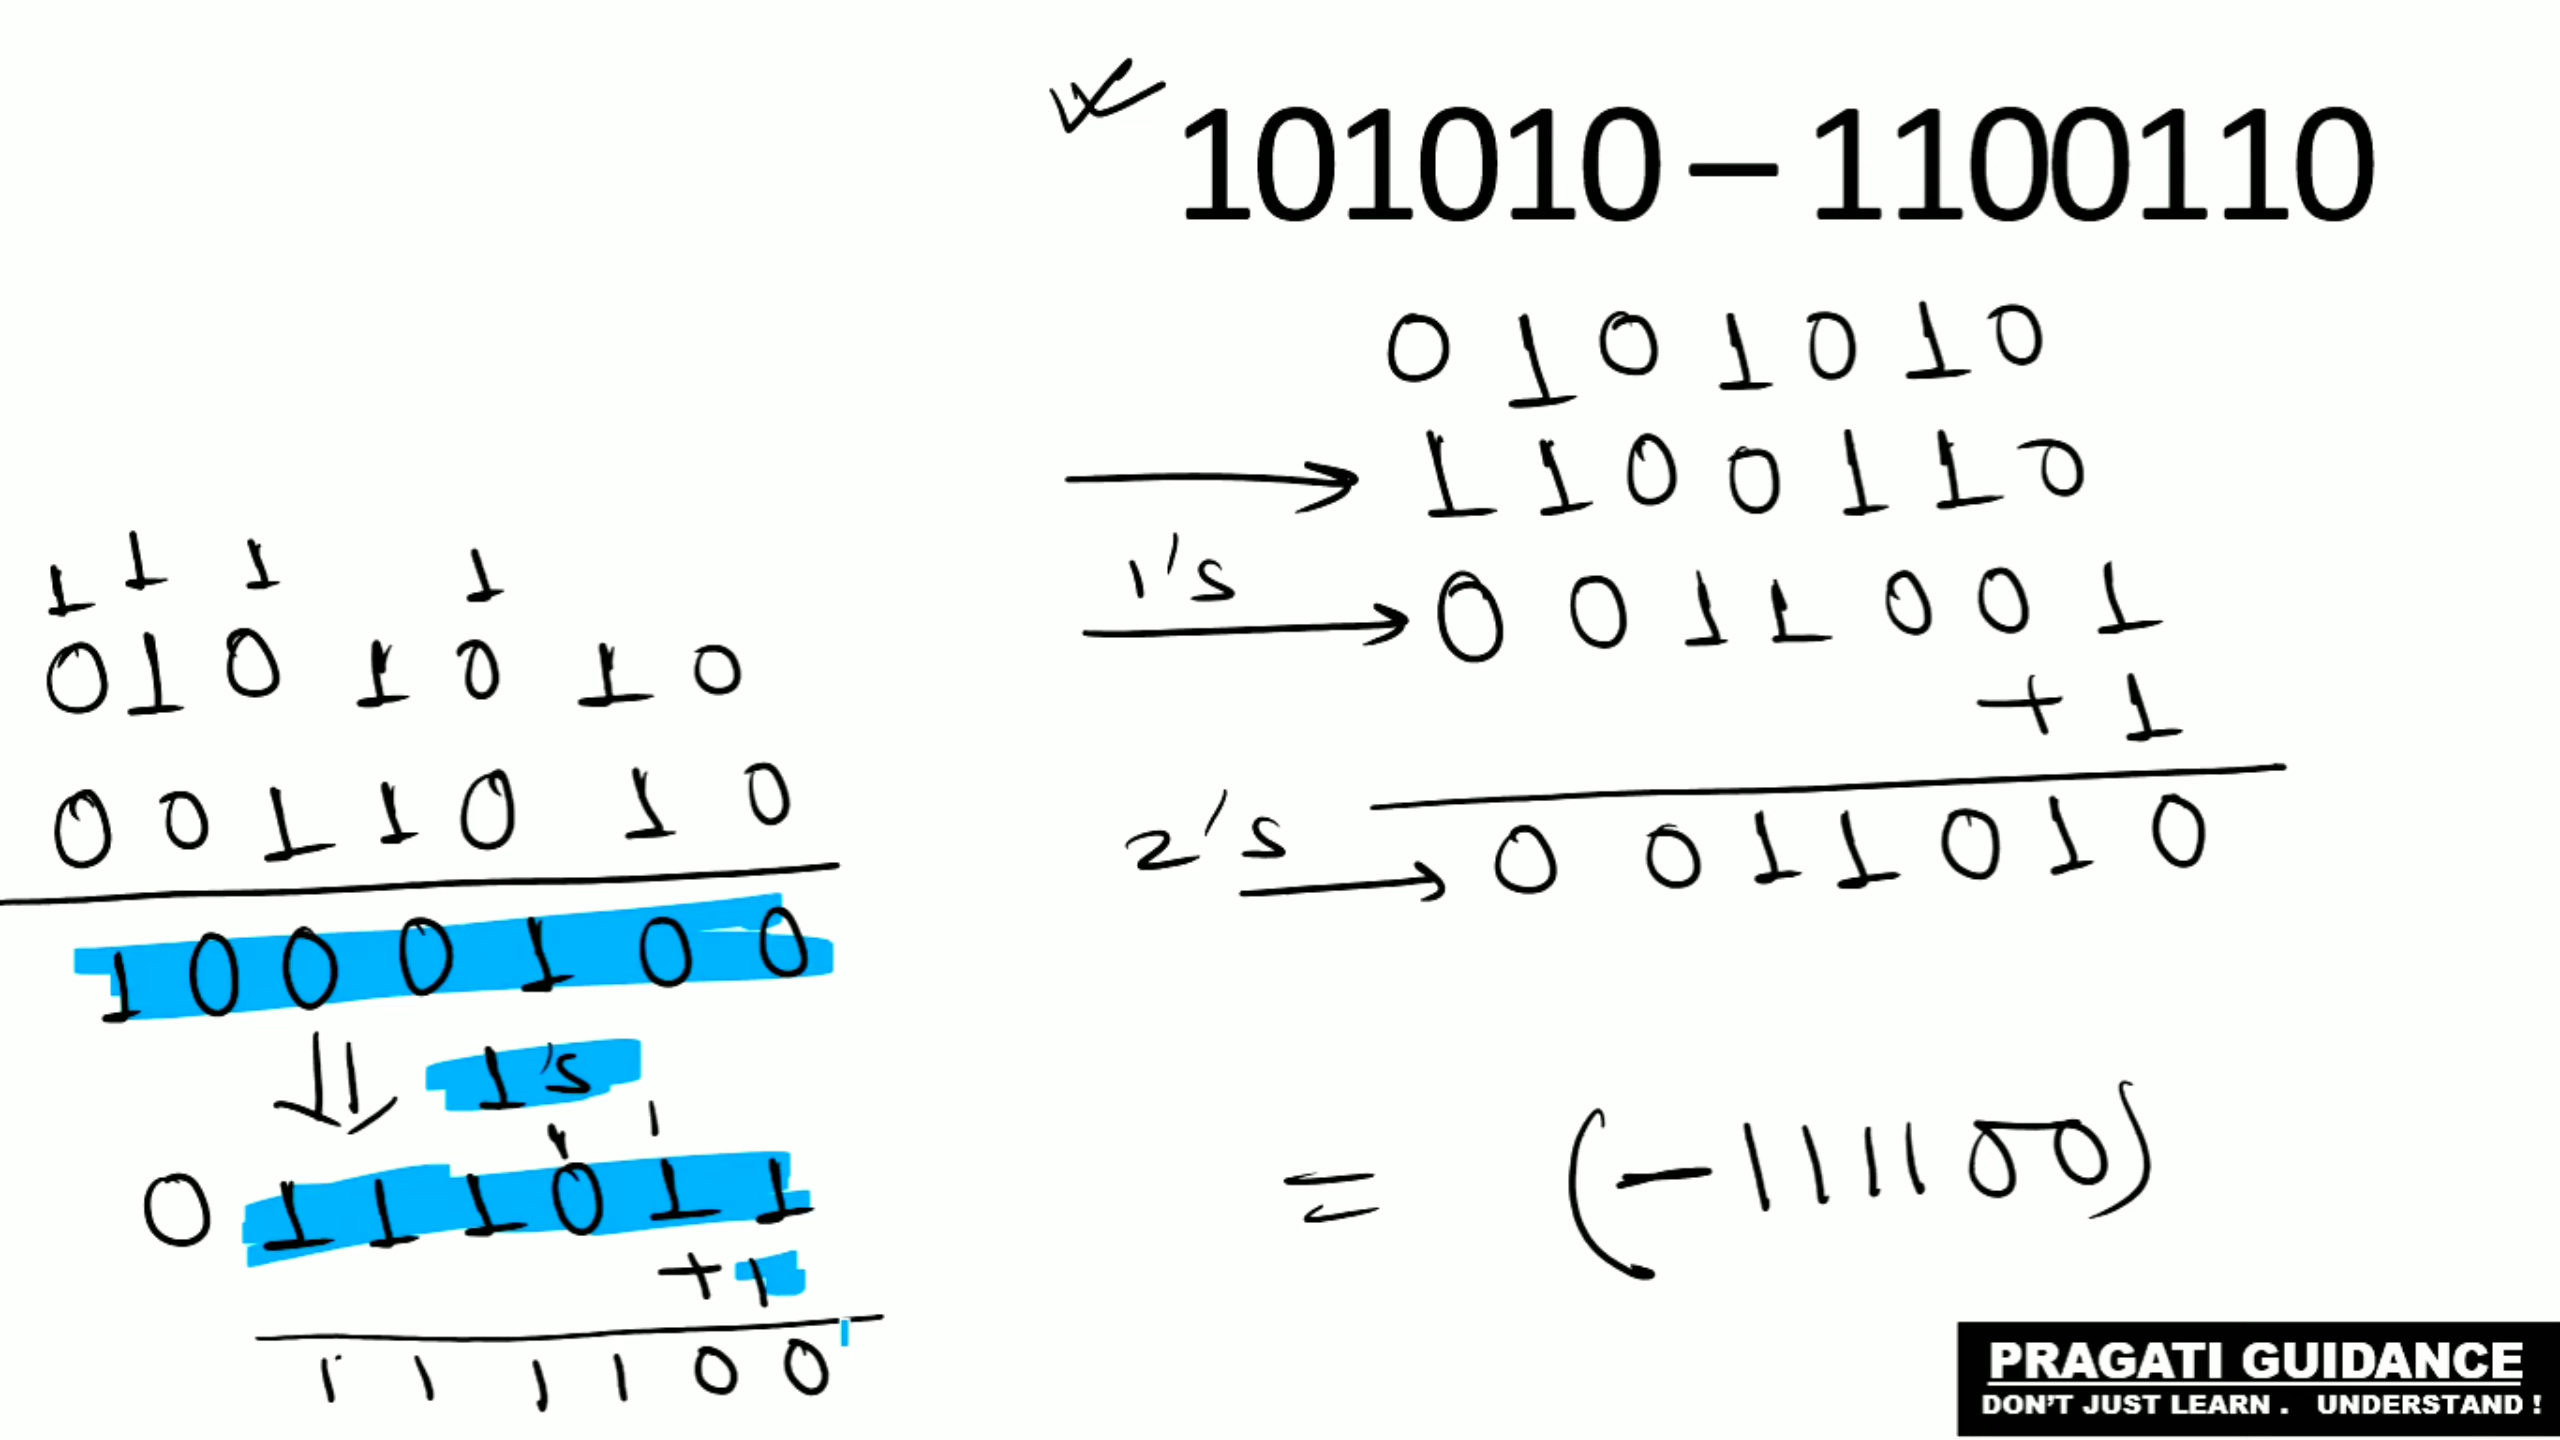 101010 – 1100110
0 1 0 1 0 1 0
1 1 0 0 1 1 0
1's 0 0 1 1 0 0 1
+ 1
2's 0 0 1 1 0 1 0
1 1 1 1
0 1 0 1 0 1 0
0 0 1 1 0 1 0
1 0 0 0 1 0 0
1's
1 1
0 1 1 1 0 1 1
+1
1 1 1 1 0 0
= (-111100)
PRAGATI GUIDANCE
DON'T JUST LEARN . UNDERSTAND !